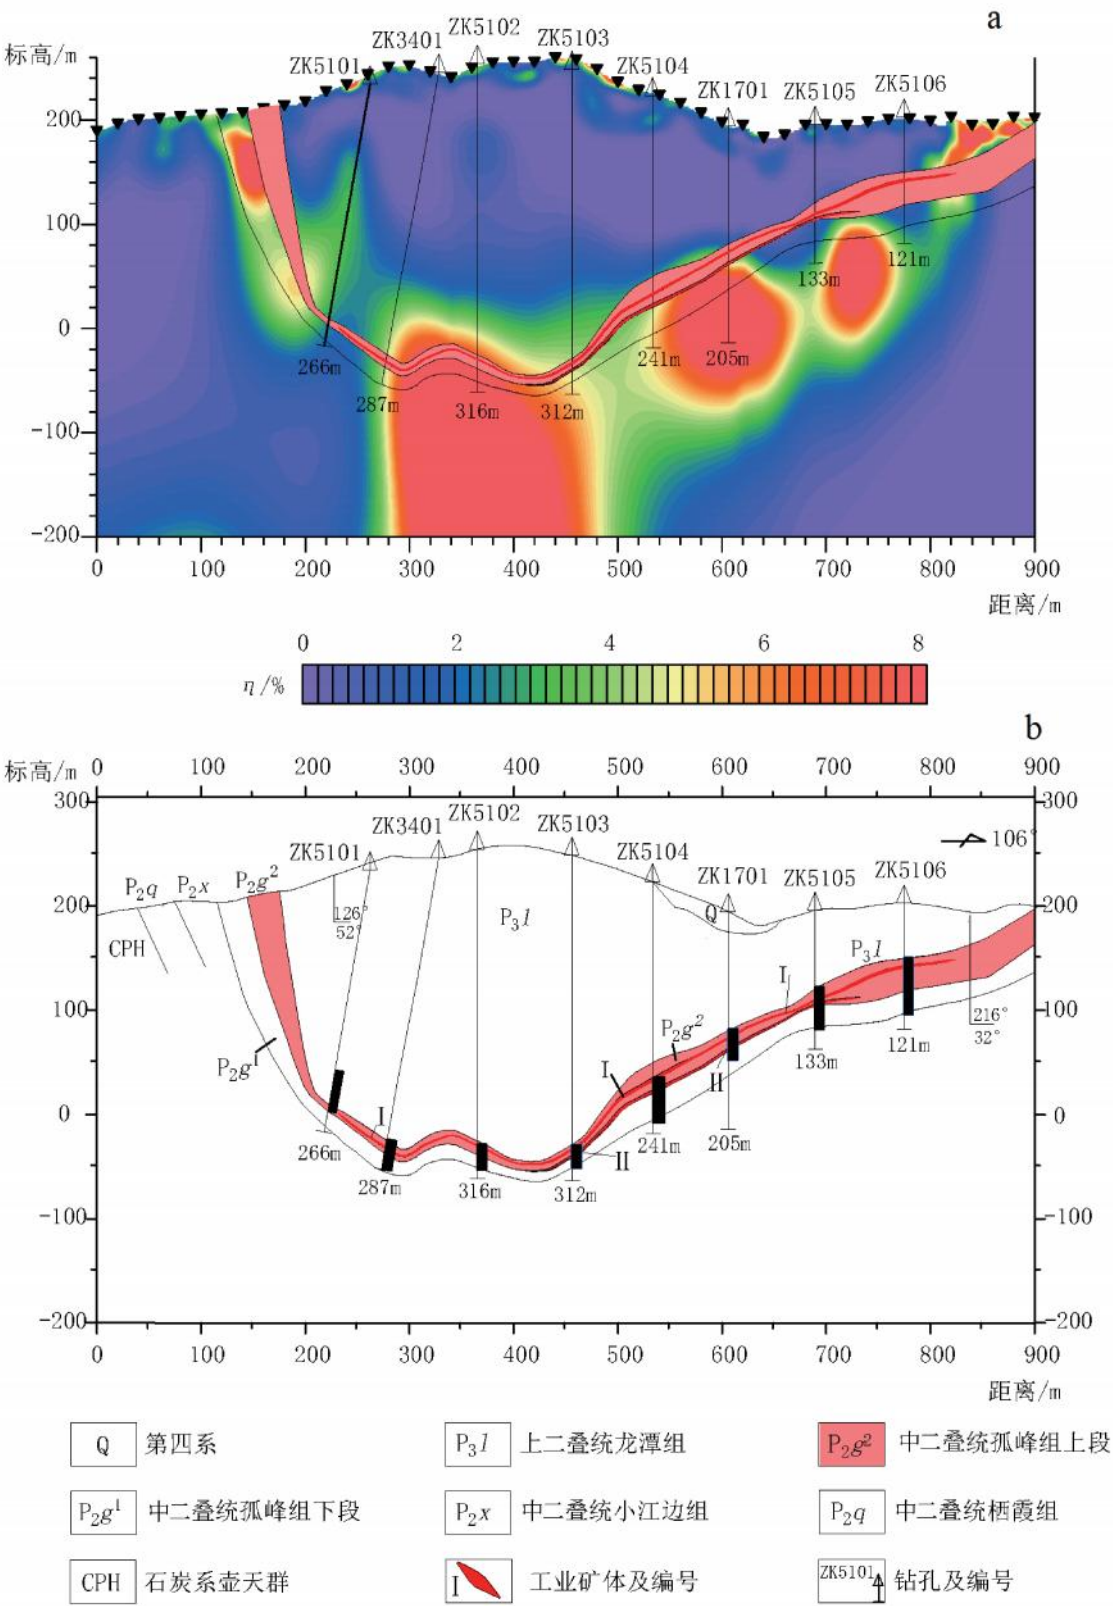 a
标高/m
ZK5101
ZK3401
ZK5102
ZK5103
ZK5104
ZK1701
ZK5105
ZK5106
200
100
0
-100
-200
266m
287m
316m
312m
241m
205m
133m
121m
0 100 200 300 400 500 600 700 800 900
距离/m
0 2 4 6 8
η/%
b
标高/m 0 100 200 300 400 500 600 700 800 900
300 300
200 200
100 100
0 0
-100 -100
-200 -200
ZK5101
ZK3401
ZK5102
ZK5103
ZK5104
ZK1701
ZK5105
ZK5106
106°
P₂q P₂x P₂g²
CPH
126°
52°
P₃l
Q
P₃l
I
P₂g²
216°
32°
P₂g¹
I
I
II
II
266m
287m
316m
312m
241m
205m
133m
121m
0 100 200 300 400 500 600 700 800 900
距离/m
Q 第四系 P₃l 上二叠统龙潭组 P₂g² 中二叠统孤峰组上段
P₂g¹ 中二叠统孤峰组下段 P₂x 中二叠统小江边组 P₂q 中二叠统栖霞组
CPH 石炭系壶天群 I 工业矿体及编号 ZK5101 钻孔及编号